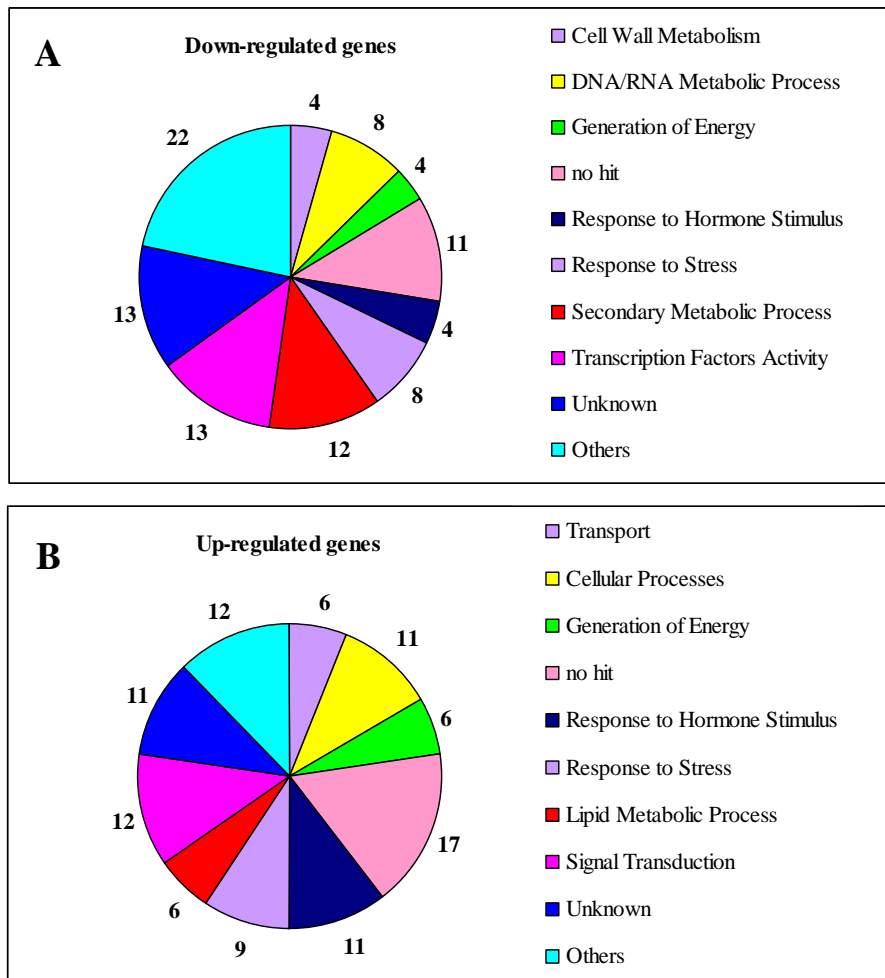 A
Down-regulated genes
4
8
4
11
4
8
12
13
13
22
Cell Wall Metabolism
DNA/RNA Metabolic Process
Generation of Energy
no hit
Response to Hormone Stimulus
Response to Stress
Secondary Metabolic Process
Transcription Factors Activity
Unknown
Others
B
Up-regulated genes
6
11
6
17
11
9
6
12
11
12
Transport
Cellular Processes
Generation of Energy
no hit
Response to Hormone Stimulus
Response to Stress
Lipid Metabolic Process
Signal Transduction
Unknown
Others